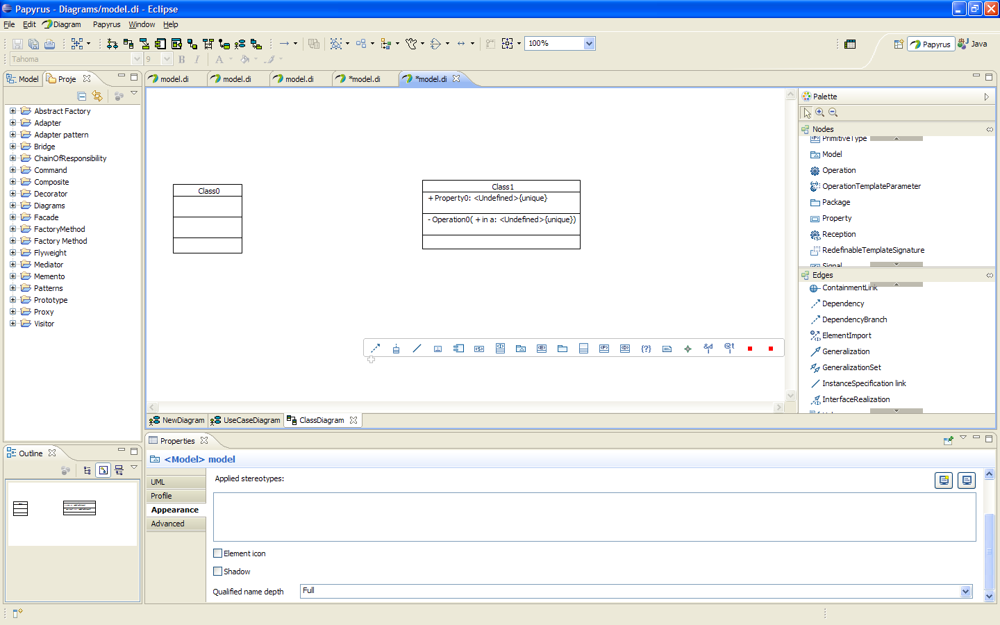 Papyrus - Diagrams/model.di - Eclipse
File Edit Diagram Papyrus Window Help
100%
Papyrus Java
Tahoma 9 B I A
Model Proje
model.di model.di model.di *model.di *model.di
Abstract Factory
Adapter
Adapter pattern
Bridge
ChainOfResponsibility
Command
Composite
Decorator
Diagrams
Facade
FactoryMethod
Factory Method
Flyweight
Mediator
Memento
Patterns
Prototype
Proxy
Visitor
Class0
Class1
+ Property0: <Undefined>{unique}
- Operation0( + in a: <Undefined>{unique})
Palette
Nodes
PrimitiveType
Model
Operation
OperationTemplateParameter
Package
Property
Reception
RedefinableTemplateSignature
Signal
Edges
ContainmentLink
Dependency
DependencyBranch
ElementImport
Generalization
GeneralizationSet
InstanceSpecification link
InterfaceRealization
NewDiagram UseCaseDiagram ClassDiagram
Outline
Properties
<Model> model
UML
Profile
Appearance
Advanced
Applied stereotypes:
Element icon
Shadow
Qualified name depth Full